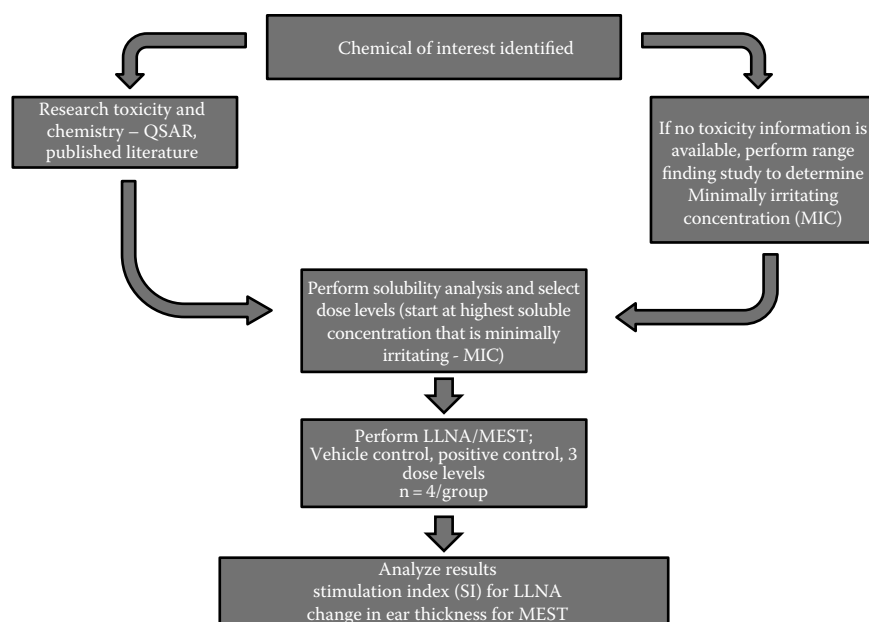 Chemical of interest identified
Research toxicity and
chemistry – QSAR,
published literature
If no toxicity information is
available, perform range
finding study to determine
Minimally irritating
concentration (MIC)
Perform solubility analysis and select
dose levels (start at highest soluble
concentration that is minimally
irritating - MIC)
Perform LLNA/MEST;
Vehicle control, positive control, 3
dose levels
n = 4/group
Analyze results
stimulation index (SI) for LLNA
change in ear thickness for MEST